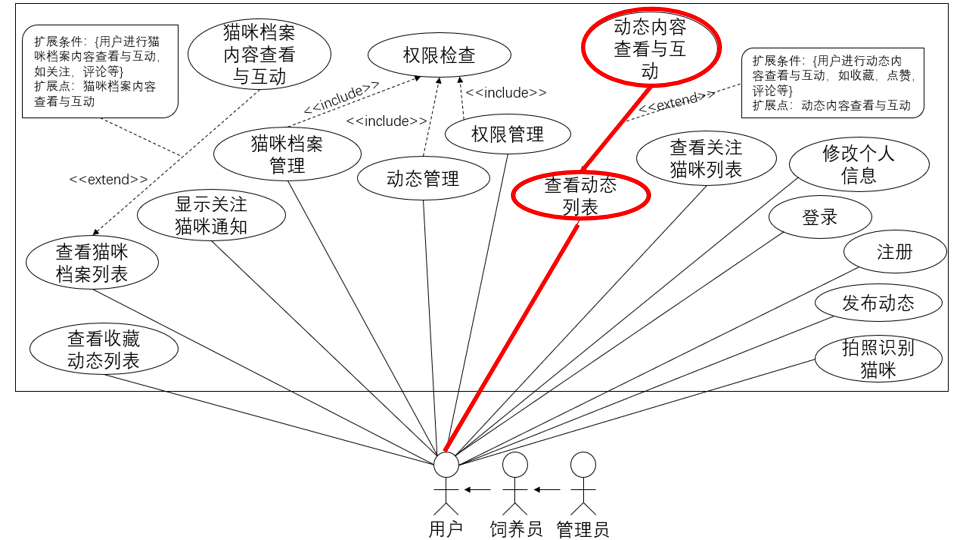 扩展条件：{用户进行猫
咪档案内容查看与互动，
如关注，评论等}
扩展点：猫咪档案内容
查看与互动
猫咪档案
内容查看
与互动
权限检查
动态内容
查看与互
动
扩展条件：{用户进行动态内
容查看与互动，如收藏，点赞，
评论等}
扩展点：动态内容查看与互动
<<include>>
<<include>>
<<include>>
<<extend>>
<<extend>>
猫咪档案
管理
动态管理
权限管理
查看动态
列表
查看关注
猫咪列表
修改个人
信息
显示关注
猫咪通知
登录
查看猫咪
档案列表
注册
发布动态
查看收藏
动态列表
拍照识别
猫咪
用户
饲养员
管理员